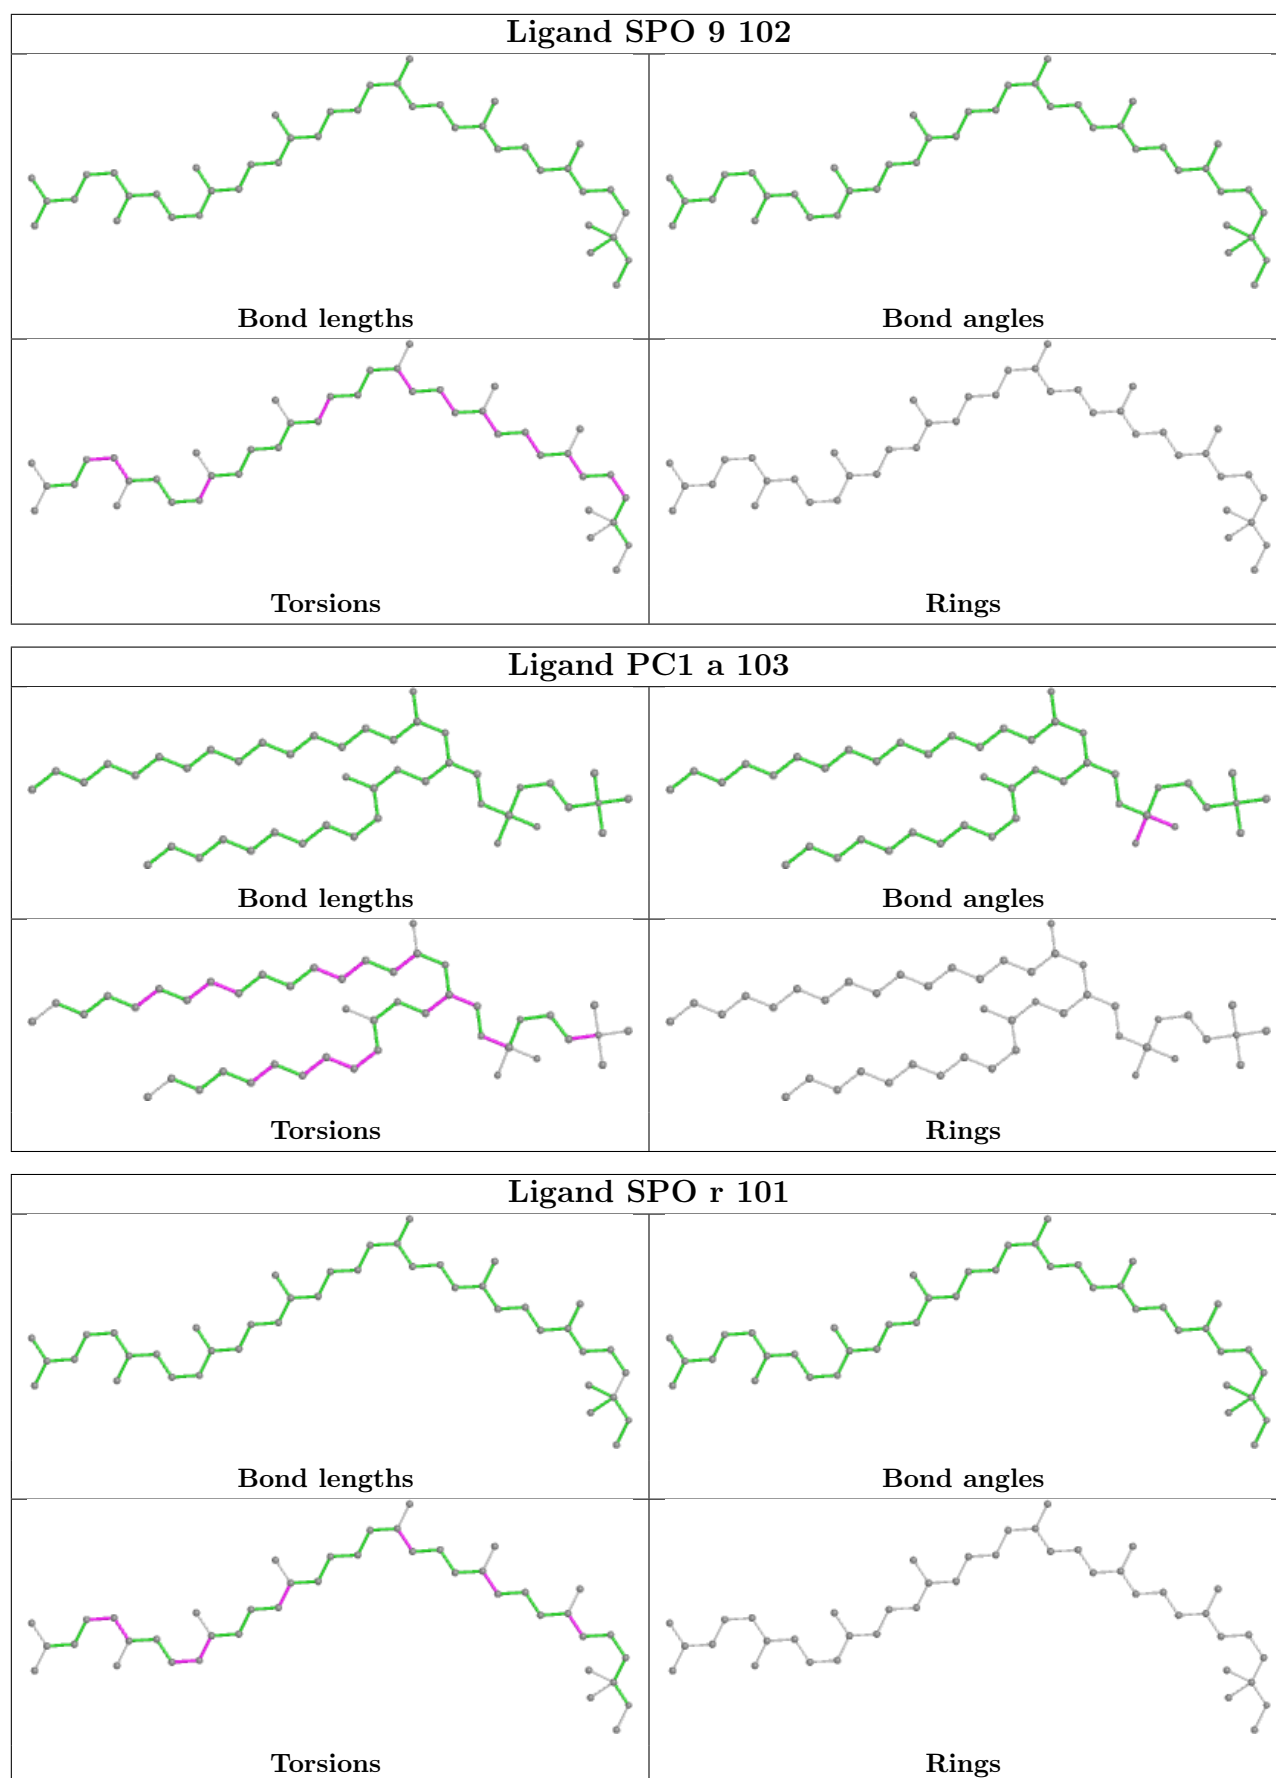 Ligand SPO 9 102
Bond lengths
Bond angles
Torsions
Rings
Ligand PC1 a 103
Bond lengths
Bond angles
Torsions
Rings
Ligand SPO r 101
Bond lengths
Bond angles
Torsions
Rings